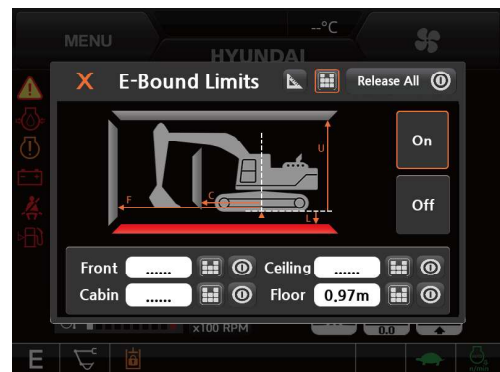 --°C
MENU
HYUNDAI
X E-Bound Limits Release All
U
On
F C
L
Off
Front ...... Ceiling ......
Cabin ...... Floor 0.97m
x100 RPM 0.0
E